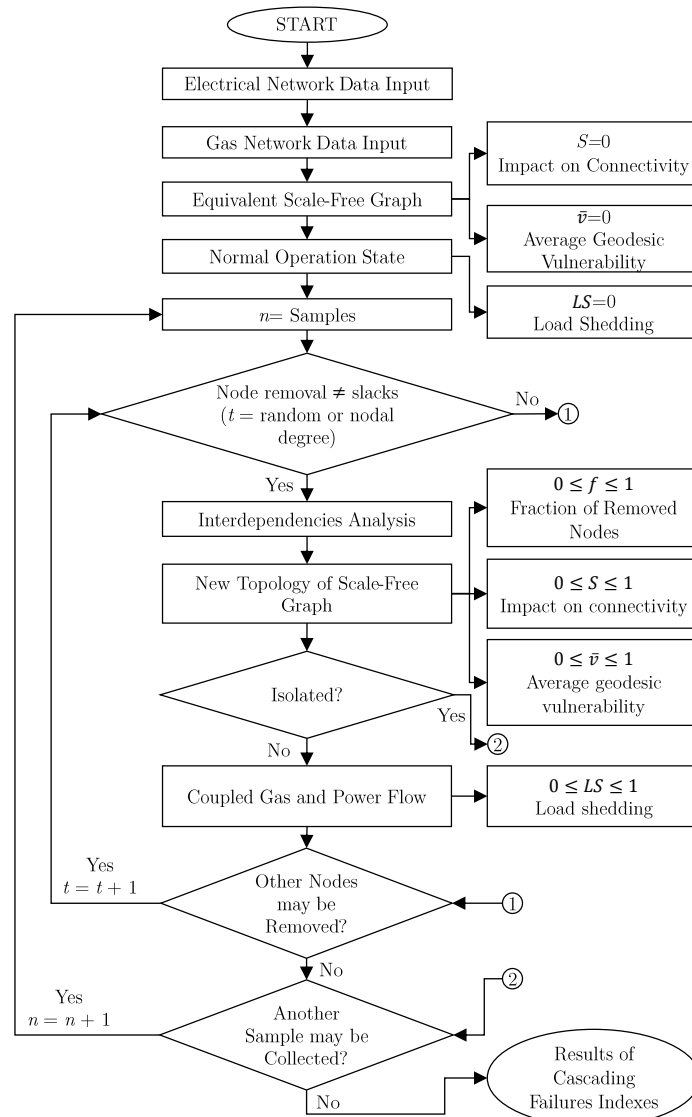 START
Electrical Network Data Input
Gas Network Data Input
S=0
Impact on Connectivity
Equivalent Scale-Free Graph
v̄=0
Average Geodesic
Vulnerability
Normal Operation State
LS=0
Load Shedding
n= Samples
Node removal ≠ slacks
(t = random or nodal
degree)
No
1
Yes
Interdependencies Analysis
0 ≤ f ≤ 1
Fraction of Removed
Nodes
New Topology of Scale-Free
Graph
0 ≤ S ≤ 1
Impact on connectivity
0 ≤ v̄ ≤ 1
Average geodesic
vulnerability
Isolated?
Yes
2
No
Coupled Gas and Power Flow
0 ≤ LS ≤ 1
Load shedding
Yes
t = t + 1
Other Nodes
may be
Removed?
1
No
2
Yes
n = n + 1
Another
Sample may be
Collected?
No
Results of
Cascading
Failures Indexes